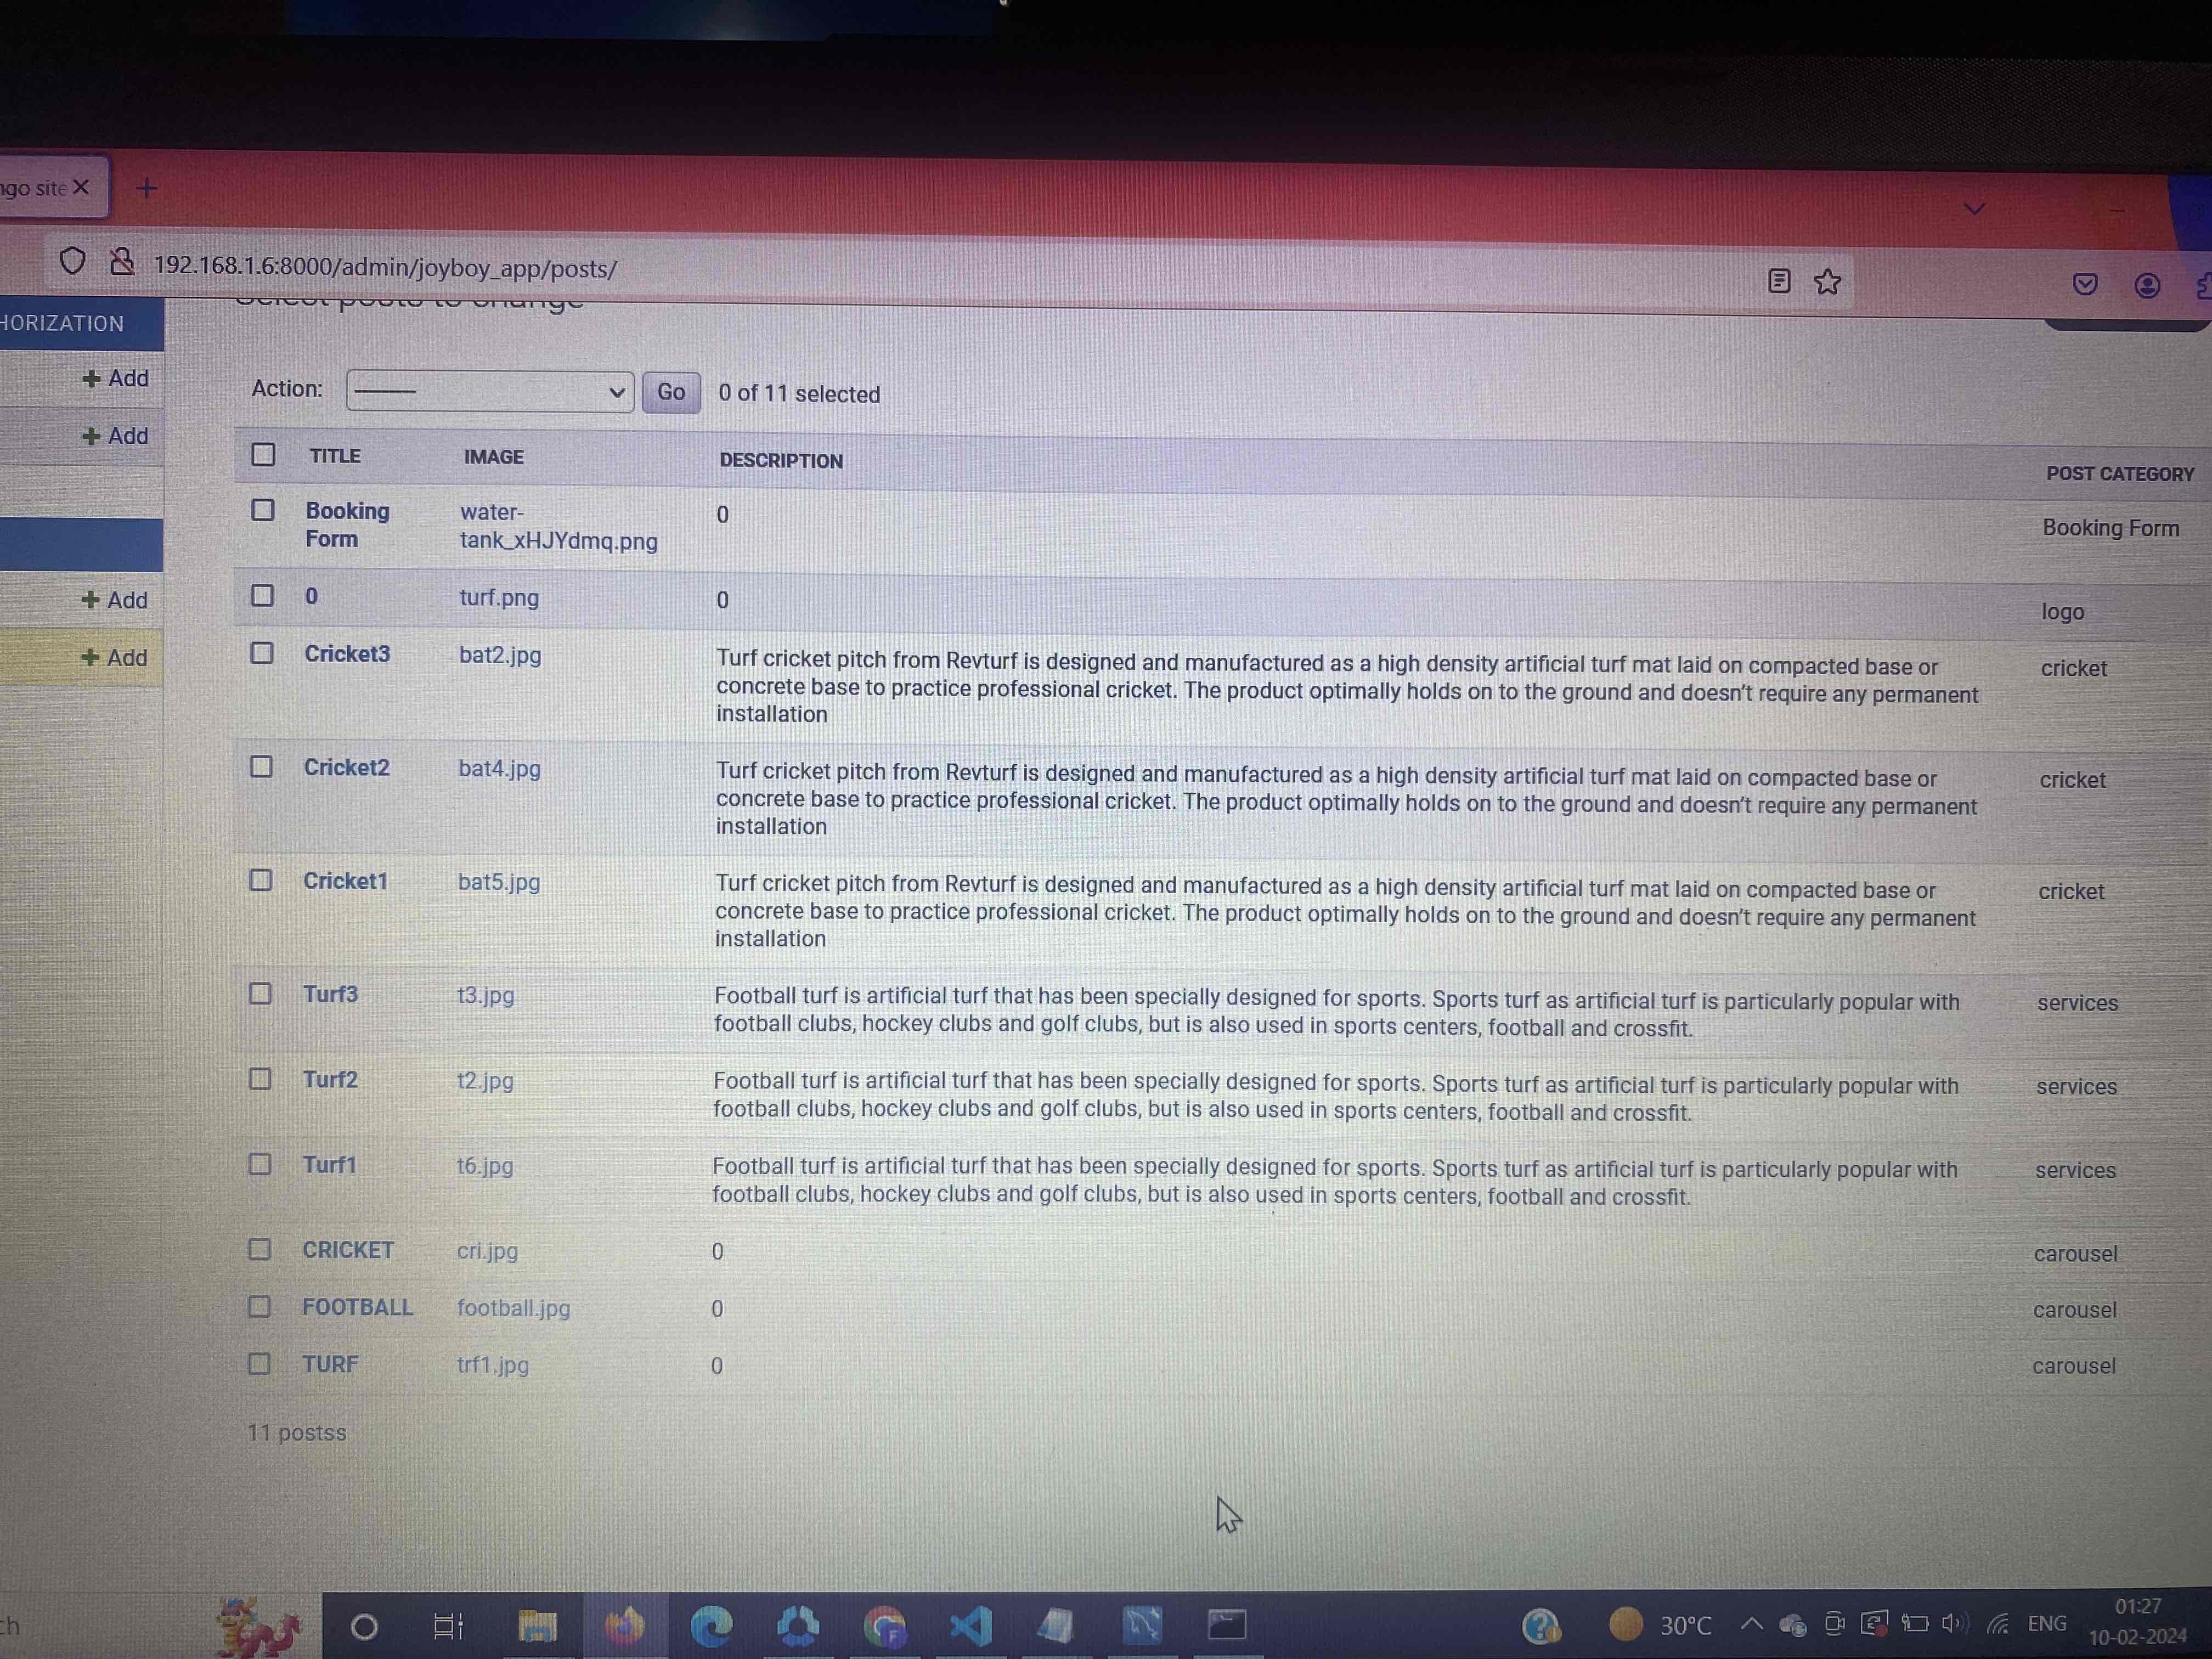 ngo site
192.168.1.6:8000/admin/joyboy_app/posts/
Select posts to change
HORIZATION
+ Add
+ Add
+ Add
+ Add
Action: Go 0 of 11 selected
TITLE IMAGE DESCRIPTION POST CATEGORY
Booking Form water-tank_xHJYdmq.png 0 Booking Form
0 turf.png 0 logo
Cricket3 bat2.jpg Turf cricket pitch from Revturf is designed and manufactured as a high density artificial turf mat laid on compacted base or cricket
concrete base to practice professional cricket. The product optimally holds on to the ground and doesn't require any permanent
installation
Cricket2 bat4.jpg Turf cricket pitch from Revturf is designed and manufactured as a high density artificial turf mat laid on compacted base or cricket
concrete base to practice professional cricket. The product optimally holds on to the ground and doesn't require any permanent
installation
Cricket1 bat5.jpg Turf cricket pitch from Revturf is designed and manufactured as a high density artificial turf mat laid on compacted base or cricket
concrete base to practice professional cricket. The product optimally holds on to the ground and doesn't require any permanent
installation
Turf3 t3.jpg Football turf is artificial turf that has been specially designed for sports. Sports turf as artificial turf is particularly popular with services
football clubs, hockey clubs and golf clubs, but is also used in sports centers, football and crossfit.
Turf2 t2.jpg Football turf is artificial turf that has been specially designed for sports. Sports turf as artificial turf is particularly popular with services
football clubs, hockey clubs and golf clubs, but is also used in sports centers, football and crossfit.
Turf1 t6.jpg Football turf is artificial turf that has been specially designed for sports. Sports turf as artificial turf is particularly popular with services
football clubs, hockey clubs and golf clubs, but is also used in sports centers, football and crossfit.
CRICKET cri.jpg 0 carousel
FOOTBALL football.jpg 0 carousel
TURF trf1.jpg 0 carousel
11 postss
ch
30°C ENG
01:27
10-02-2024